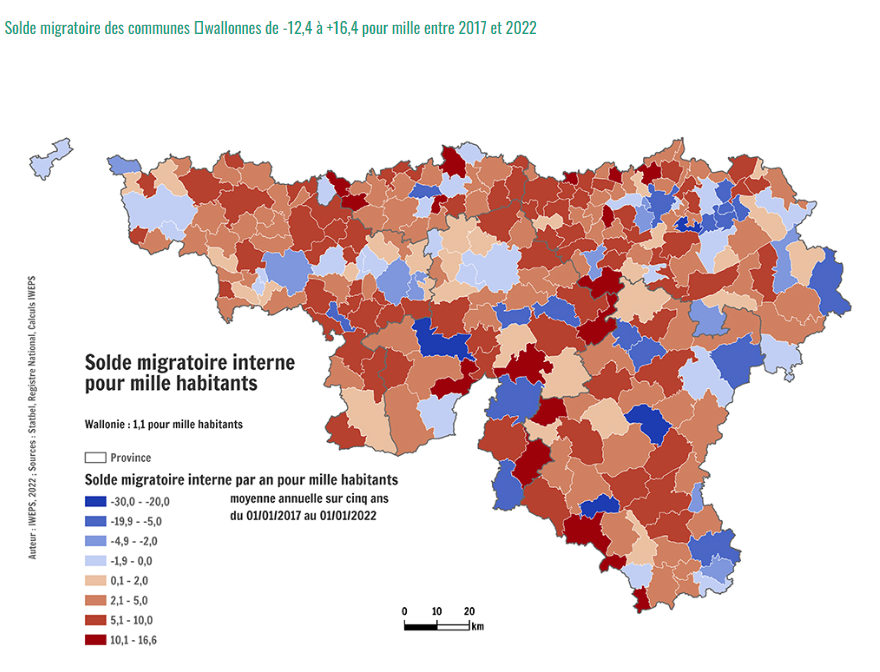 Solde migratoire des communes wallonnes de -12,4 à +16,4 pour mille entre 2017 et 2022
Solde migratoire interne
pour mille habitants
Wallonie : 1,1 pour mille habitants
Province
Solde migratoire interne par an pour mille habitants
moyenne annuelle sur cinq ans
du 01/01/2017 au 01/01/2022
-30,0 - -20,0
-19,9 - -5,0
-4,9 - -2,0
-1,9 - 0,0
0,1 - 2,0
2,1 - 5,0
5,1 - 10,0
10,1 - 16,6
0 10 20
km
Auteur : IWEPS, 2022 ; Sources : Statbel, Registre National, Calculs IWEPS